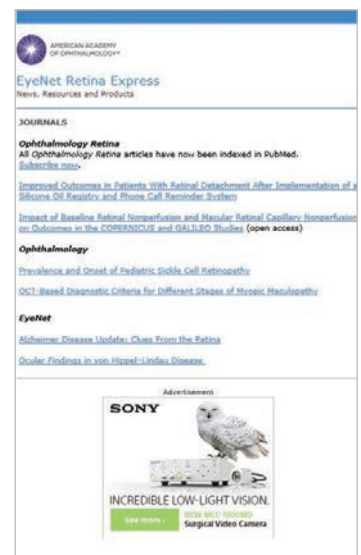 AMERICAN ACADEMY
OF OPHTHALMOLOGY®
EyeNet Retina Express
News, Resources and Products
JOURNALS
Ophthalmology Retina
All Ophthalmology Retina articles have now been indexed in PubMed.
Subscribe now.
Improved Outcomes in Patients With Retinal Detachment After Implementation of a
Silicone Oil Registry and Phone Call Reminder System
Impact of Baseline Retinal Nonperfusion and Macular Retinal Capillary Nonperfusion
on Outcomes in the COPERNICUS and GALILEO Studies (open access)
Ophthalmology
Prevalence and Onset of Pediatric Sickle Cell Retinopathy
OCT-Based Diagnostic Criteria for Different Stages of Myopic Maculopathy
EyeNet
Alzheimer Disease Update: Clues From the Retina
Ocular Findings in von Hippel-Lindau Disease
Advertisement
SONY
INCREDIBLE LOW-LIGHT VISION.
See more ›
NEW MCC-1000MD
Surgical Video Camera